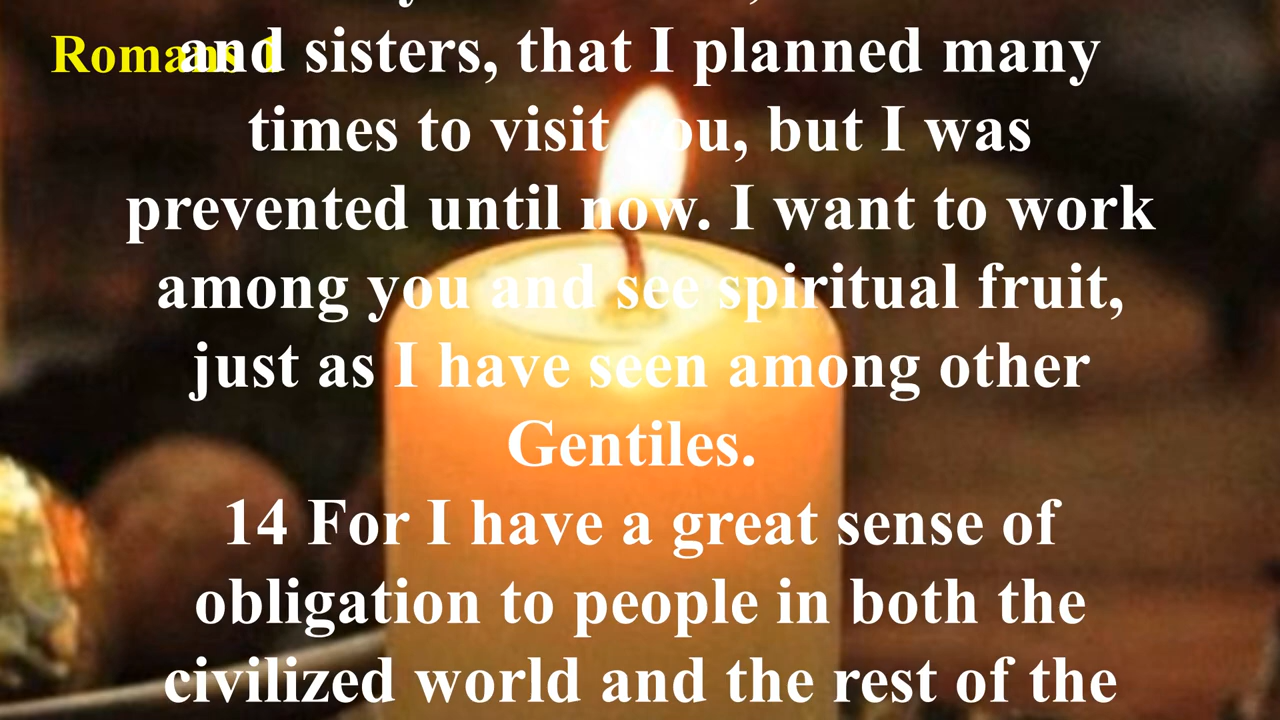 Romans
and sisters, that I planned many
times to visit you, but I was
prevented until now. I want to work
among you and see spiritual fruit,
just as I have seen among other
Gentiles.
14 For I have a great sense of
obligation to people in both the
civilized world and the rest of the